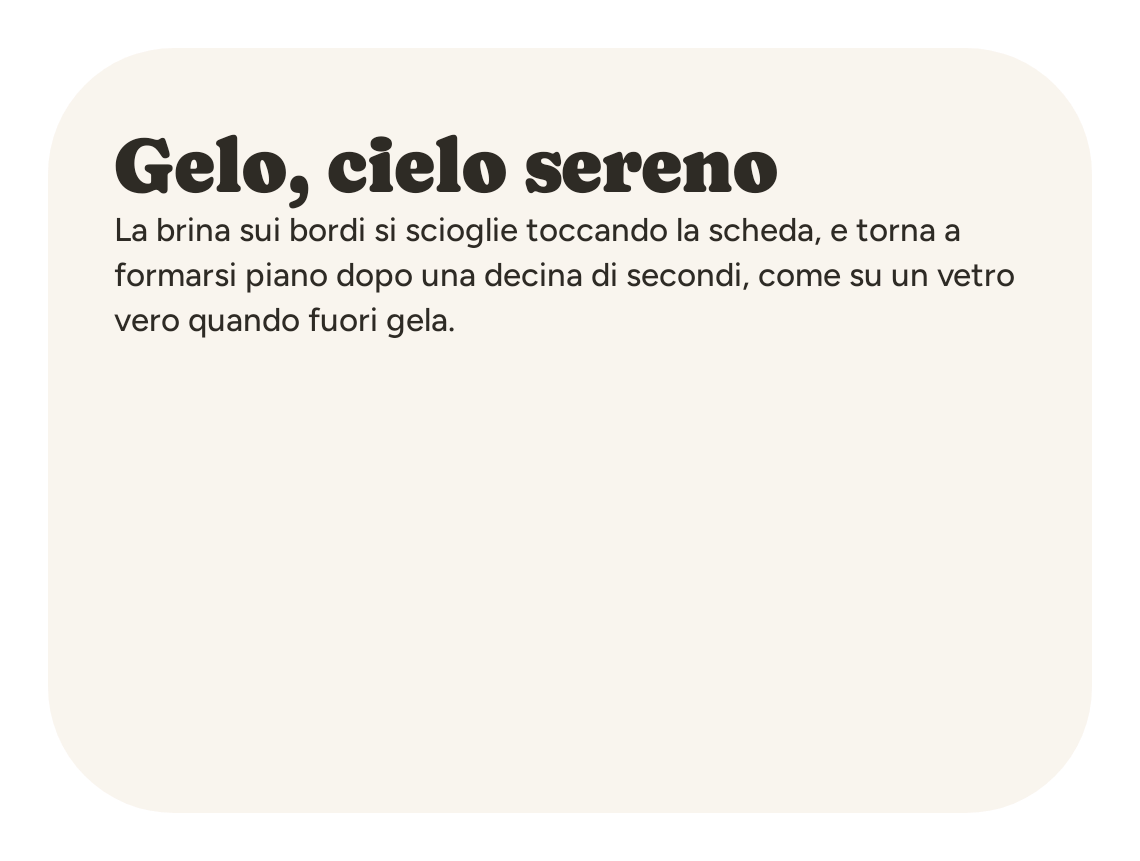 Gelo, cielo sereno
La brina sui bordi si scioglie toccando la scheda, e torna a
formarsi piano dopo una decina di secondi, come su un vetro
vero quando fuori gela.